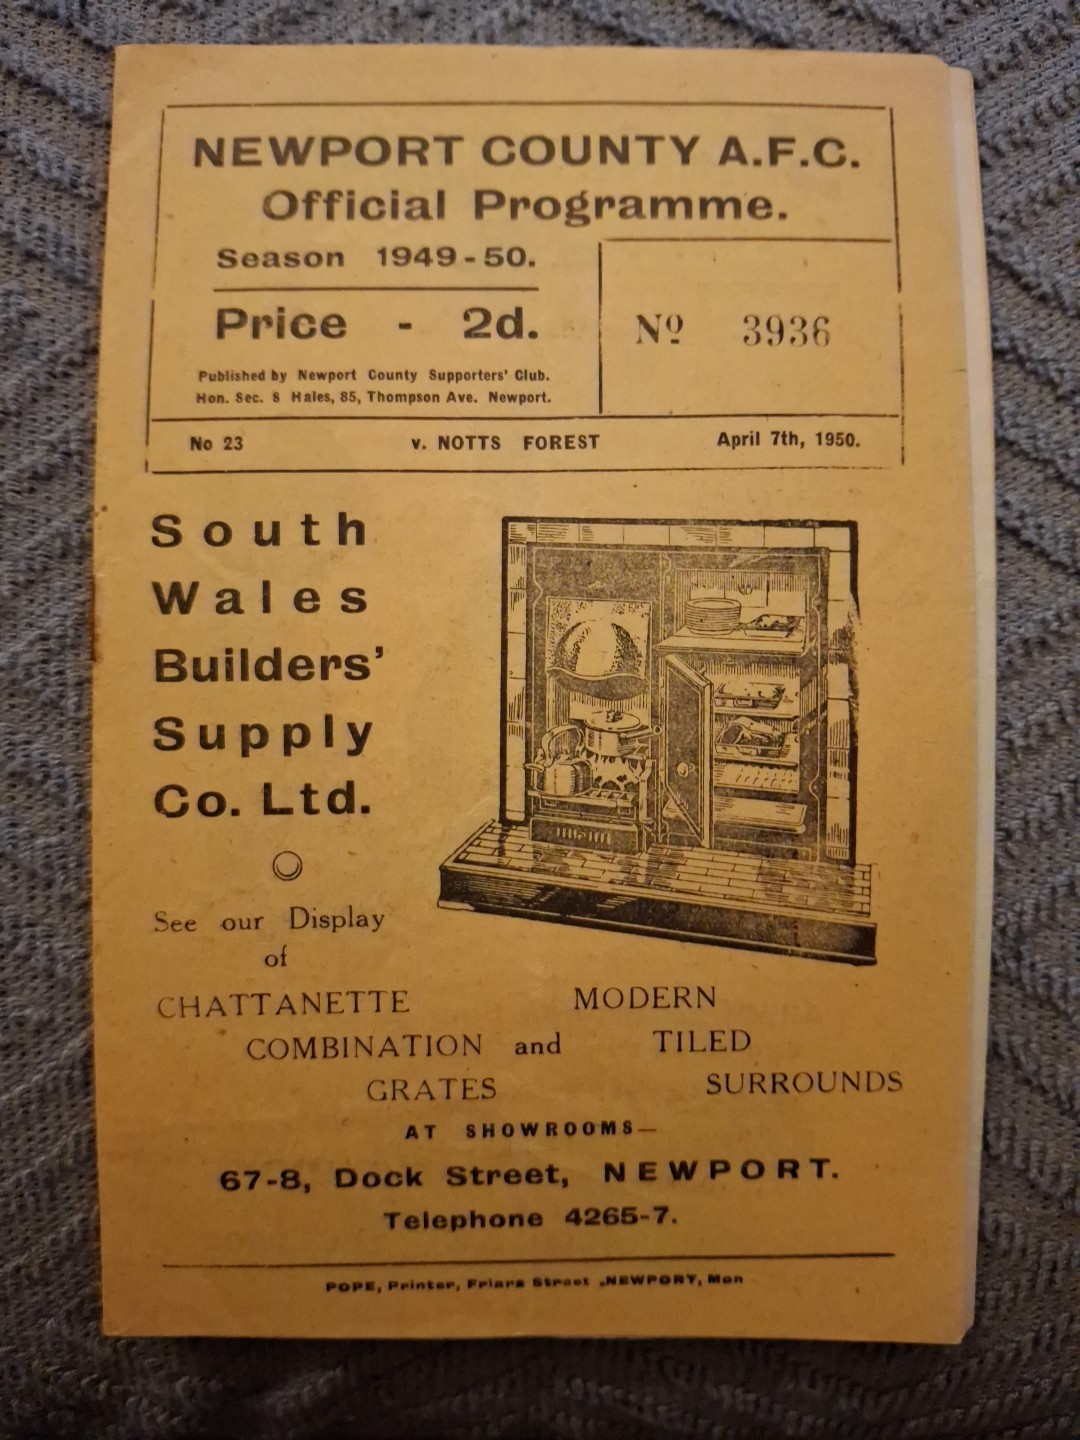 NEWPORT COUNTY A.F.C.
Official Programme.
Season 1949-50.
Price - 2d.
Published by Newport County Supporters' Club.
Hon. Sec. S Hales, 85, Thompson Ave. Newport.
Nº 3936
No 23 v. NOTTS FOREST April 7th, 1950.
South
Wales
Builders'
Supply
Co. Ltd.
See our Display
of
CHATTANETTE MODERN
COMBINATION and TILED
GRATES SURROUNDS
AT SHOWROOMS—
67-8, Dock Street, NEWPORT.
Telephone 4265-7.
POPE, Printer, Friars Street ,NEWPORT, Mon